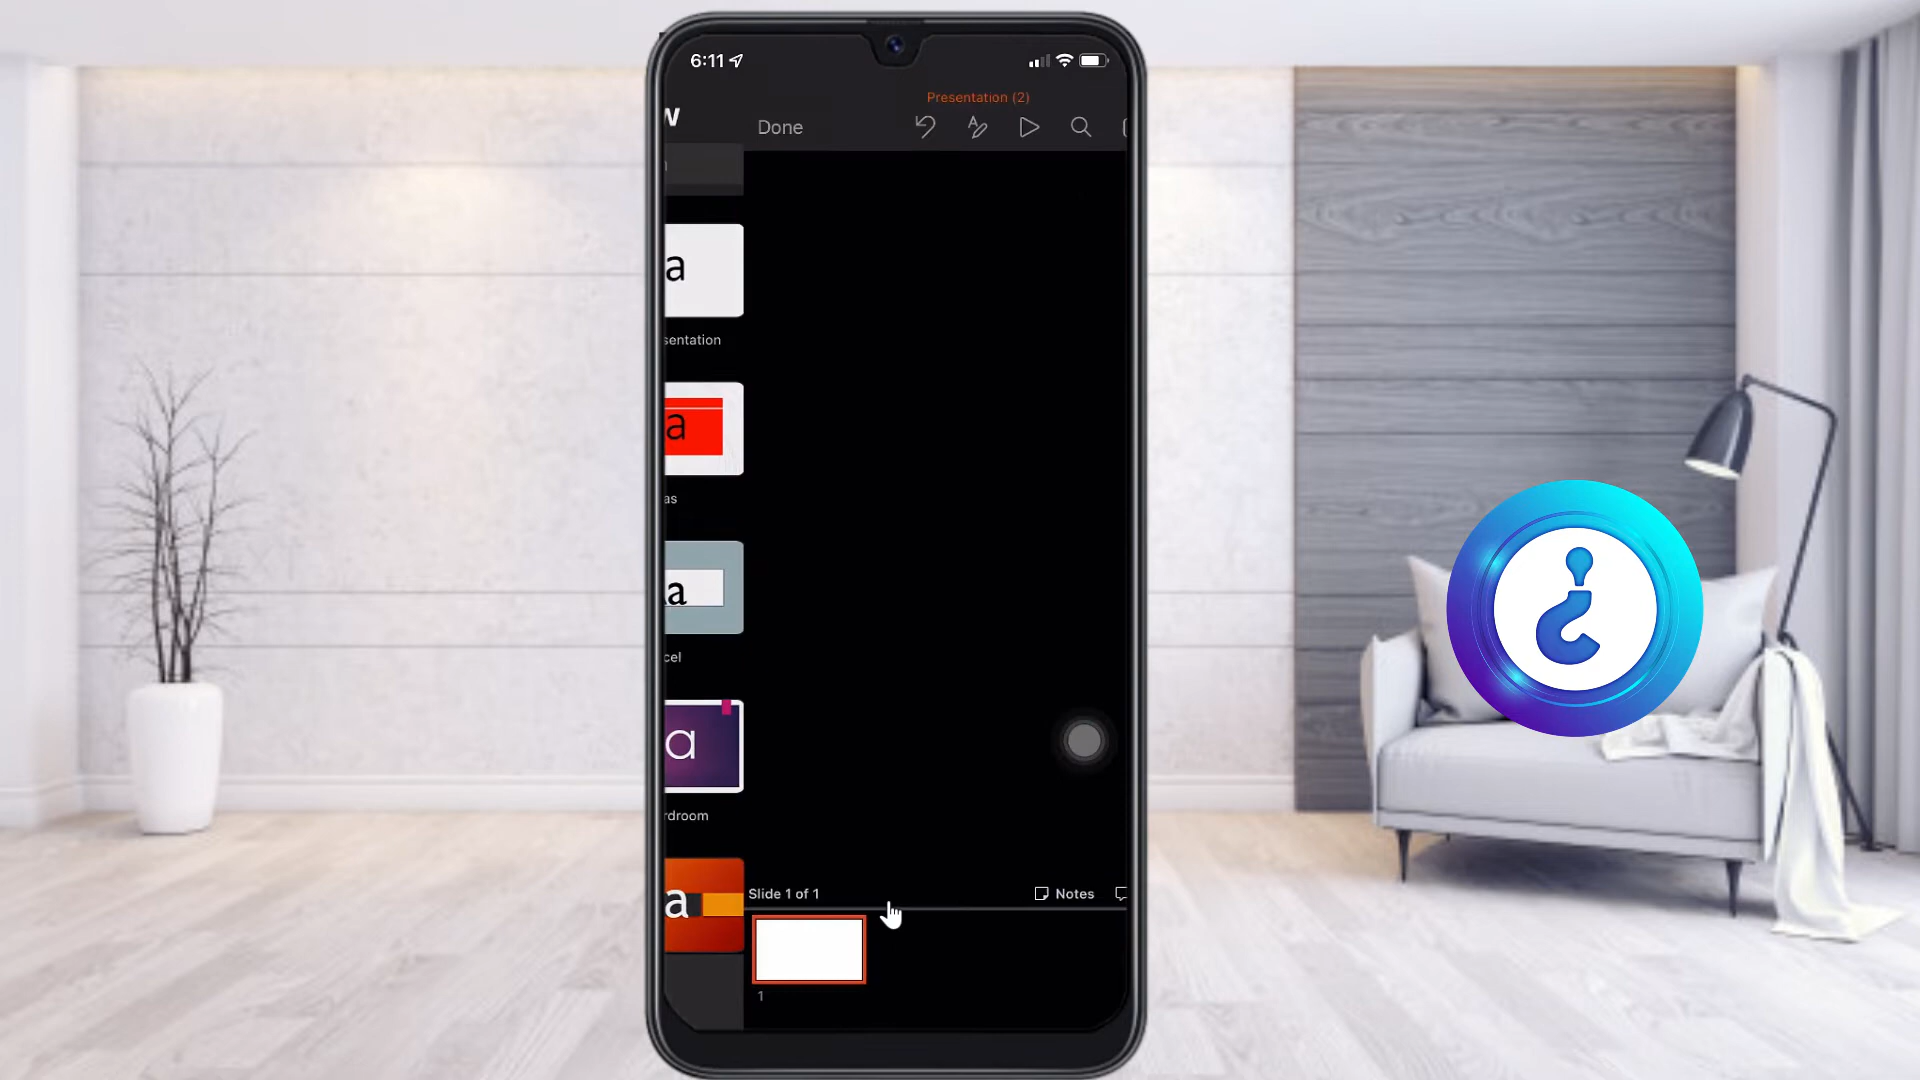 6:11
w
Presentation (2)
Done
a
sentation
a
as
a
cel
a
rdroom
a
Slide 1 of 1
Notes
1